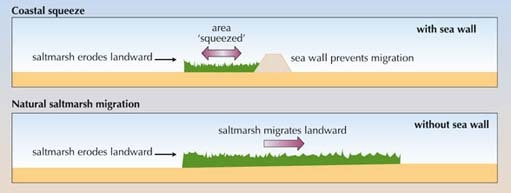 Coastal squeeze
area
'squeezed'
with sea wall
saltmarsh erodes landward
sea wall prevents migration
Natural saltmarsh migration
saltmarsh migrates landward
without sea wall
saltmarsh erodes landward